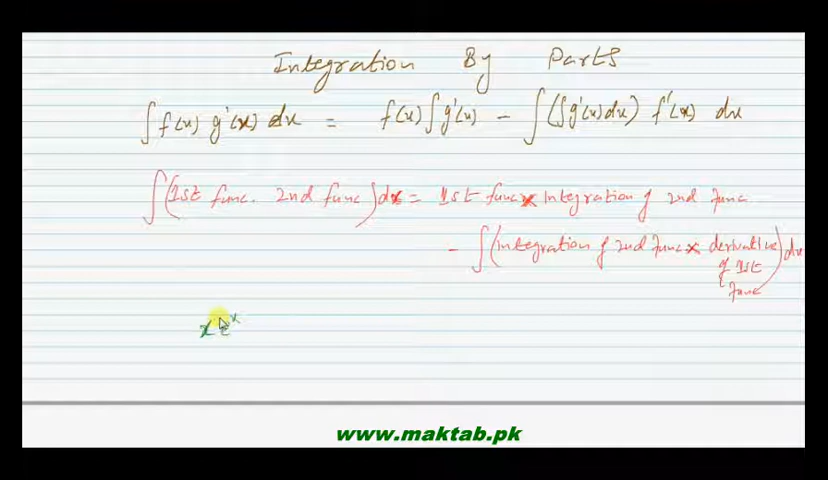 Integration By Parts
∫ f(x) g'(x) dx = f(x) ∫ g'(x) - ∫ (∫ g'(x) dx) f'(x) dx
∫ (1st func. 2nd func) dx = 1st func x Integration of 2nd func
- ∫ (integration of 2nd func x derivative of 1st func) dx
x e^x
www.maktab.pk